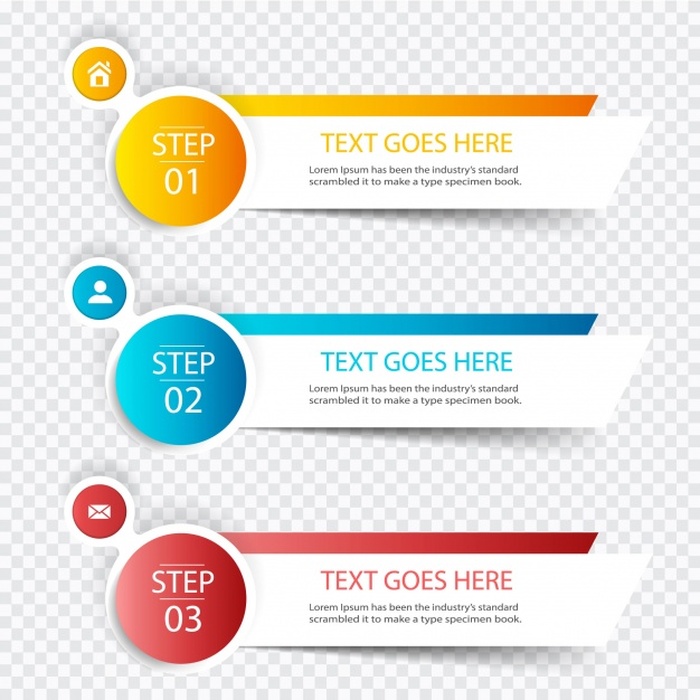 STEP
01
TEXT GOES HERE
Lorem Ipsum has been the industry's standard
scrambled it to make a type specimen book.
STEP
02
TEXT GOES HERE
Lorem Ipsum has been the industry's standard
scrambled it to make a type specimen book.
STEP
03
TEXT GOES HERE
Lorem Ipsum has been the industry's standard
scrambled it to make a type specimen book.